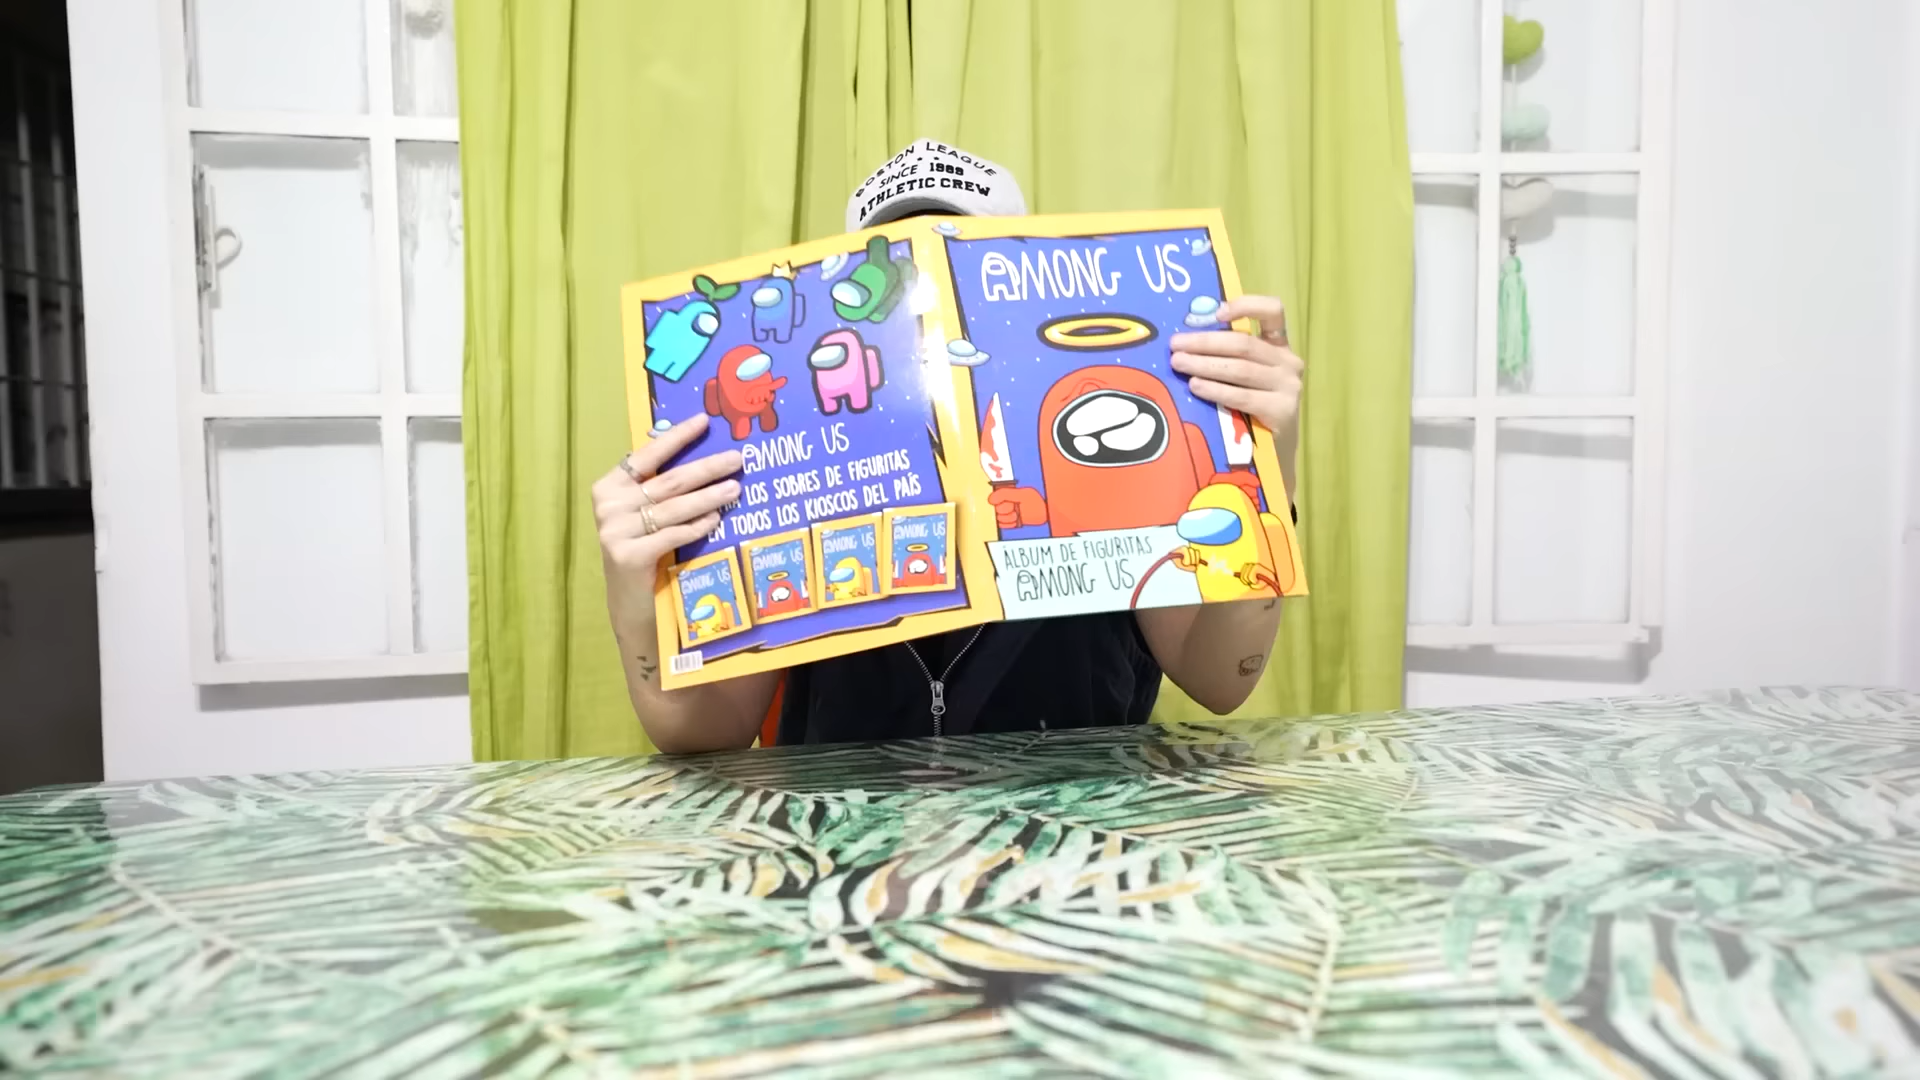 BOSTON LEAGUE
SINCE 1989
ATHLETIC CREW
AMONG US
LOS SOBRES DE FIGURITAS
EN TODOS LOS KIOSCOS DEL PAÍS
AMONG US
AMONG US
AMONG US
AMONG US
AMONG US
ÁLBUM DE FIGURITAS
AMONG US